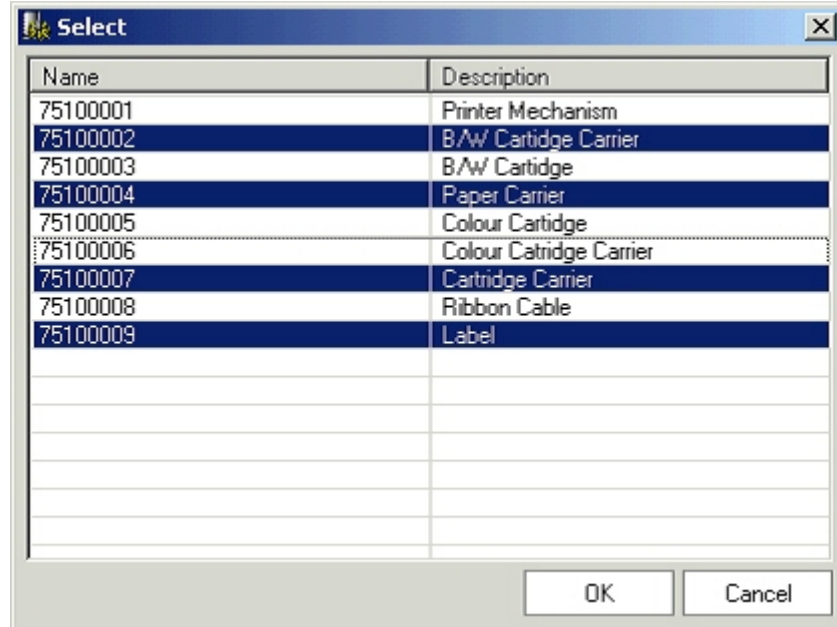 Select
Name Description
75100001 Printer Mechanism
75100002 B/W Cartidge Carrier
75100003 B/W Cartidge
75100004 Paper Carrier
75100005 Colour Cartidge
75100006 Colour Catridge Carrier
75100007 Cartridge Carrier
75100008 Ribbon Cable
75100009 Label
OK Cancel